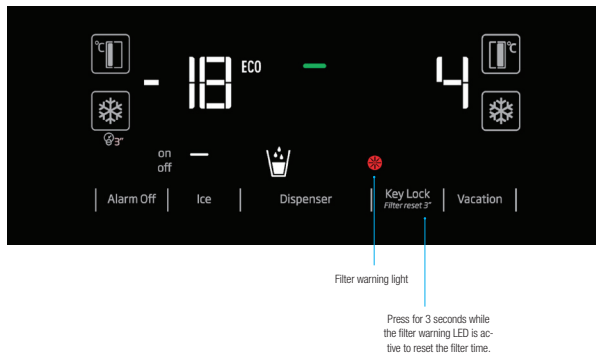 °C
°C
- 18
ECO
4
3"
on
off
Alarm Off
Ice
Dispenser
Key Lock
Filter reset 3"
Vacation
Filter warning light
Press for 3 seconds while
the filter warning LED is ac-
tive to reset the filter time.